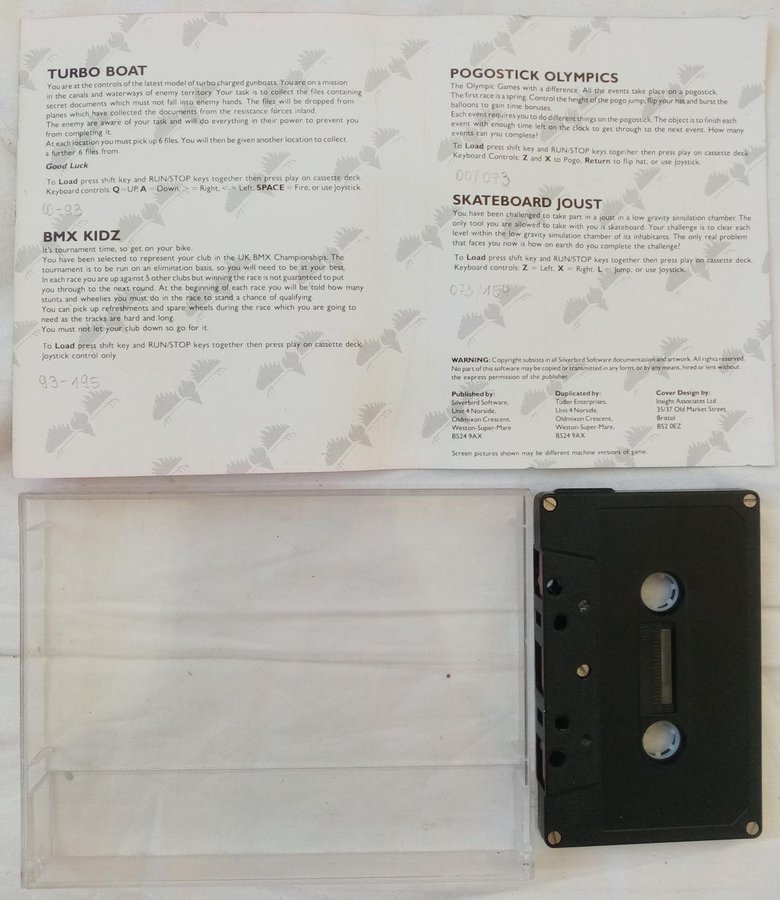 TURBO BOAT
You are at the controls of the latest model of turbo charged gunboats. You are on a mission
in the canals and waterways of enemy territory. Your task is to collect the files containing
secret documents which must not fall into enemy hands. The files will be dropped from
planes which have collected the documents from the resistance forces inland.
The enemy are aware of your task and will do everything in their power to prevent you
from completing it.
At each location you must pick up 6 files. You will then be given another location to collect
a further 6 files from.
Good Luck
To Load press shift key and RUN/STOP keys together then press play on cassette deck.
Keyboard controls: Q = UP, A = Down, > = Right, < = Left, SPACE = Fire, or use joystick.
00-93
BMX KIDZ
It's tournament time, so get on your bike.
You have been selected to represent your club in the UK BMX Championships. The
tournament is to be run on an elimination basis, so you will need to be at your best.
In each race you are up against 5 other clubs but winning the race is not guaranteed to put
you through to the next round. At the beginning of each race you will be told how many
stunts and wheelies you must do in the race to stand a chance of qualifying.
You can pick up refreshments and spare wheels during the race which you are going to
need as the tracks are hard and long.
You must not let your club down so go for it.
To Load press shift key and RUN/STOP keys together then press play on cassette deck.
Joystick control only.
93-195
POGOSTICK OLYMPICS
The Olympic Games with a difference. All the events take place on a pogostick.
The first race is a spring. Control the height of the pogo jump, flip your hat and burst the
balloons to gain time bonuses.
Each event requires you to do different things on the pogostick. The object is to finish each
event with enough time left on the clock to get through to the next event. How many
events can you complete?
To Load press shift key and RUN/STOP keys together then press play on cassette deck.
Keyboard Controls: Z and X to Pogo, Return to flip hat, or use joystick.
00/073
SKATEBOARD JOUST
You have been challenged to take part in a joust in a low gravity simulation chamber. The
only tool you are allowed to take with you is skateboard. Your challenge is to clear each
level within the low gravity simulation chamber of its inhabitants. The only real problem
that faces you now is how on earth do you complete the challenge!
To Load press shift key and RUN/STOP keys together then press play on cassette deck.
Keyboard controls: Z = Left, X = Right, L = Jump, or use joystick.
WARNING: Copyright subsists in all Silverbird Software documentation and artwork. All rights reserved.
No part of this software may be copied or transmitted in any form, or by any means, hired or lent without
the express permission of the publisher.
Published by:
Silverbird Software,
Unit 4 Norside,
Oldmixon Crescent,
Weston-Super-Mare
BS24 9AX
Duplicated by:
Tudor Enterprises,
Unit 4 Norside,
Oldmixon Crescent,
Weston-Super-Mare,
BS24 9AX
Cover Design by:
Insight Associates Ltd
35/37 Old Market Street,
Bristol
BS2 0EZ
Screen pictures shown may be different machine versions of game.